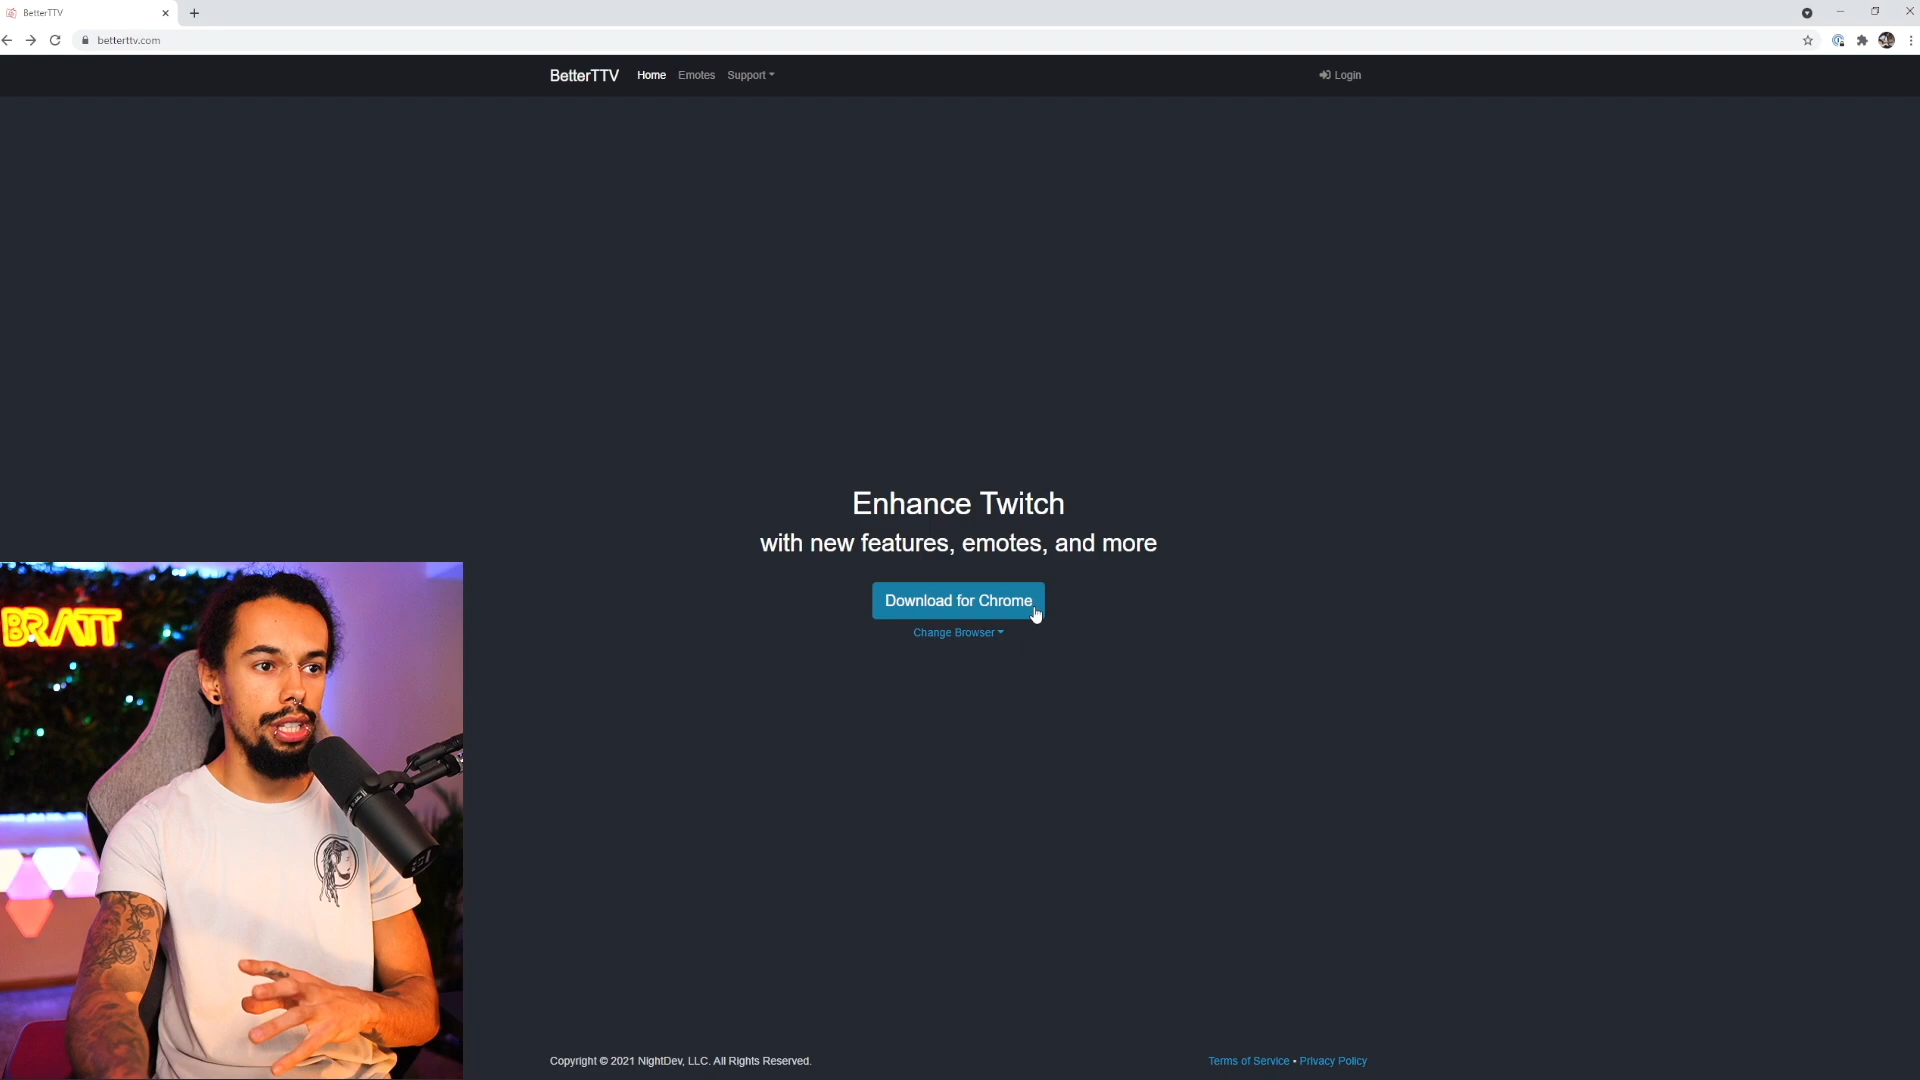 BetterTTV
betterttv.com
BetterTTV Home Emotes Support Login
Enhance Twitch
with new features, emotes, and more
Download for Chrome
Change Browser
BRATT
Copyright © 2021 NightDev, LLC. All Rights Reserved.
Terms of Service • Privacy Policy